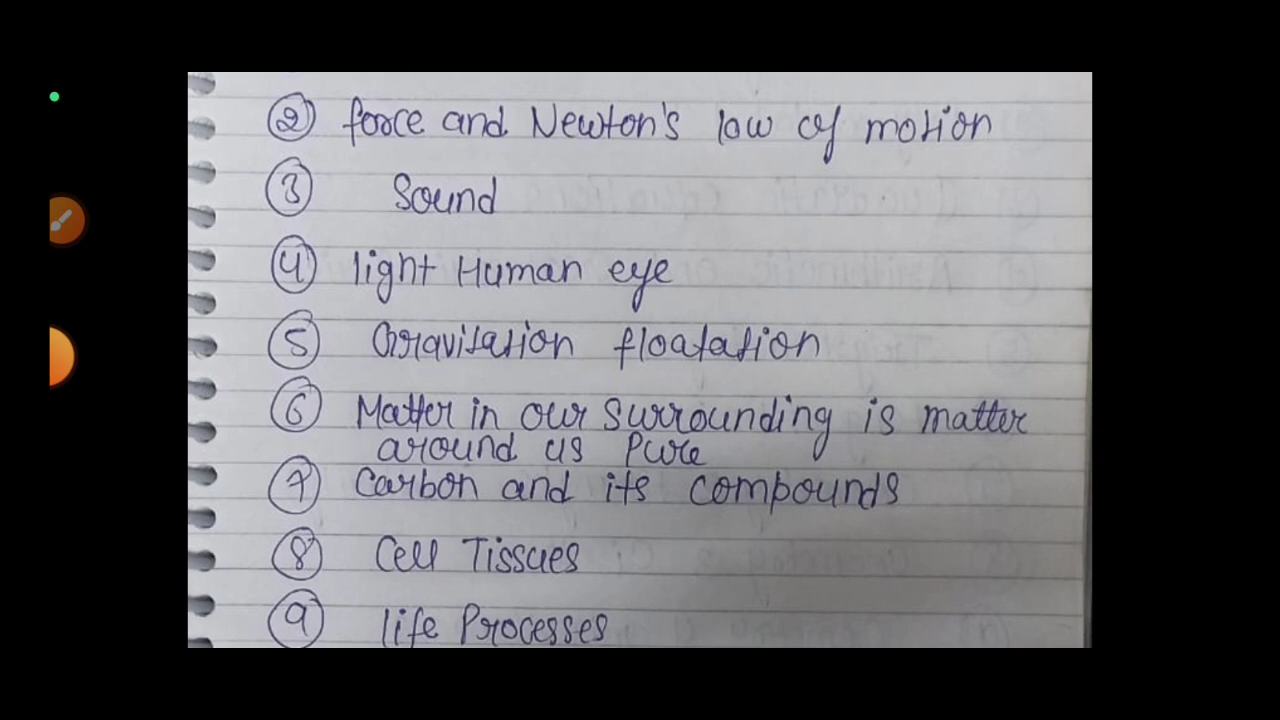 ② force and Newton's law of motion
③ Sound
④ light Human eye
⑤ Gravitation floatation
⑥ Matter in our Surrounding is matter
around us Pure
⑦ Carbon and its compounds
⑧ Cell Tissues
⑨ life Processes